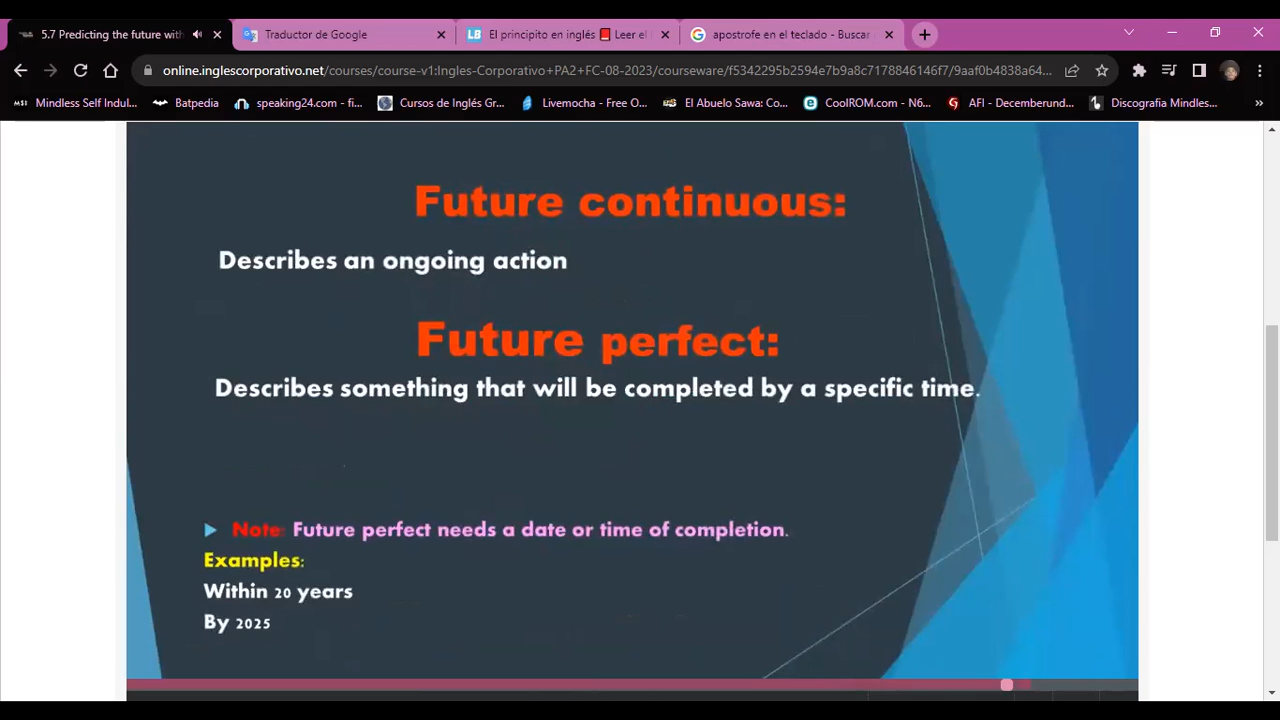 5.7 Predicting the future with
Traductor de Google
El principito en inglés 📕 Leer el l
apostrofe en el teclado - Buscar
online.inglescorporativo.net/courses/course-v1:Ingles-Corporativo+PA2+FC-08-2023/courseware/f5342295b2594e7b9a8c7178846146f7/9aaf0b4838a64...
Mindless Self Indul... Batpedia speaking24.com - fi... Cursos de Inglés Gr... Livemocha - Free O... El Abuelo Sawa: Co... CoolROM.com - N6... AFI - Decemberund... Discografia Mindles...
Future continuous:
Describes an ongoing action
Future perfect:
Describes something that will be completed by a specific time.
Note: Future perfect needs a date or time of completion.
Examples:
Within 20 years
By 2025